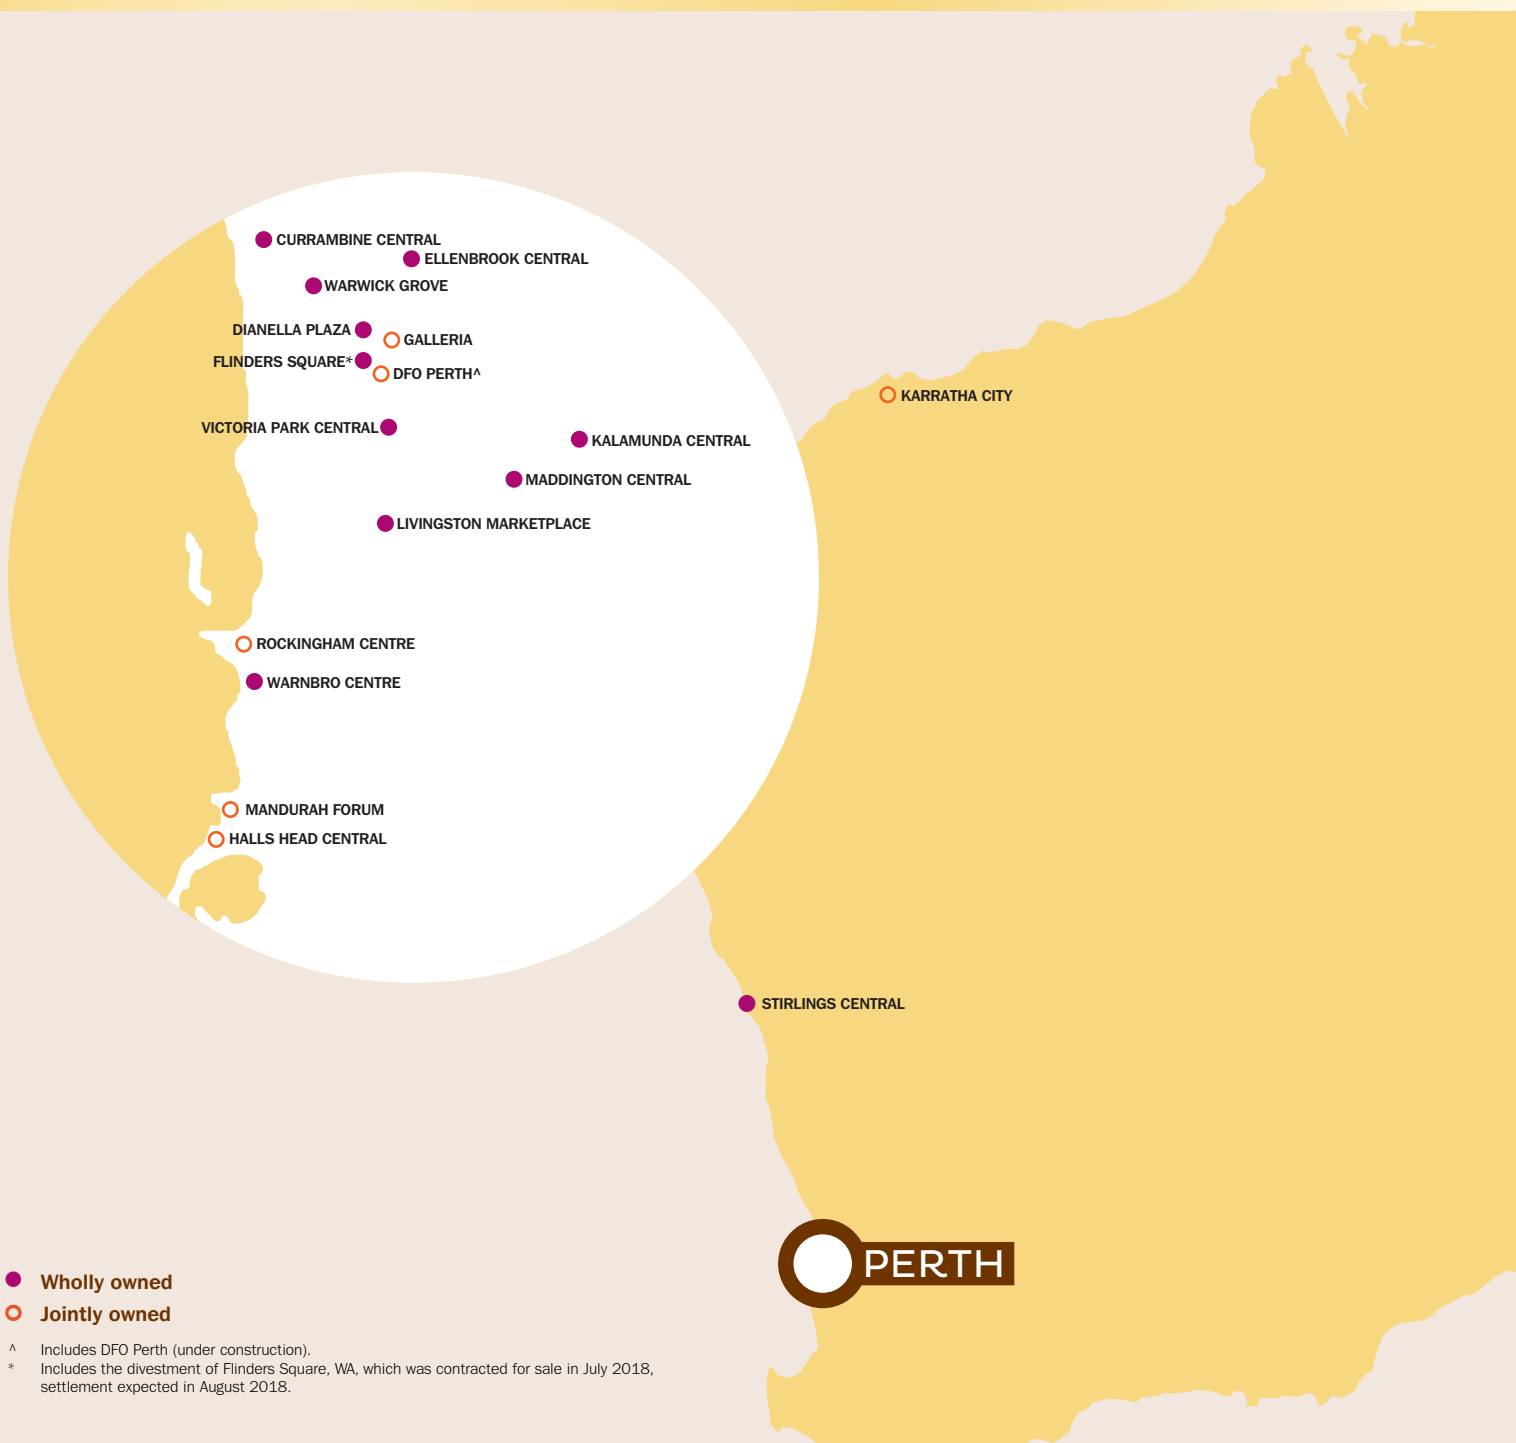 CURRAMBINE CENTRAL
ELLENBROOK CENTRAL
WARWICK GROVE
DIANELLA PLAZA
GALLERIA
FLINDERS SQUARE*
DFO PERTH^
KARRATHA CITY
VICTORIA PARK CENTRAL
KALAMUNDA CENTRAL
MADDINGTON CENTRAL
LIVINGSTON MARKETPLACE
ROCKINGHAM CENTRE
WARNBRO CENTRE
MANDURAH FORUM
HALLS HEAD CENTRAL
STIRLINGS CENTRAL
PERTH
Wholly owned
Jointly owned
^ Includes DFO Perth (under construction).
* Includes the divestment of Flinders Square, WA, which was contracted for sale in July 2018,
settlement expected in August 2018.